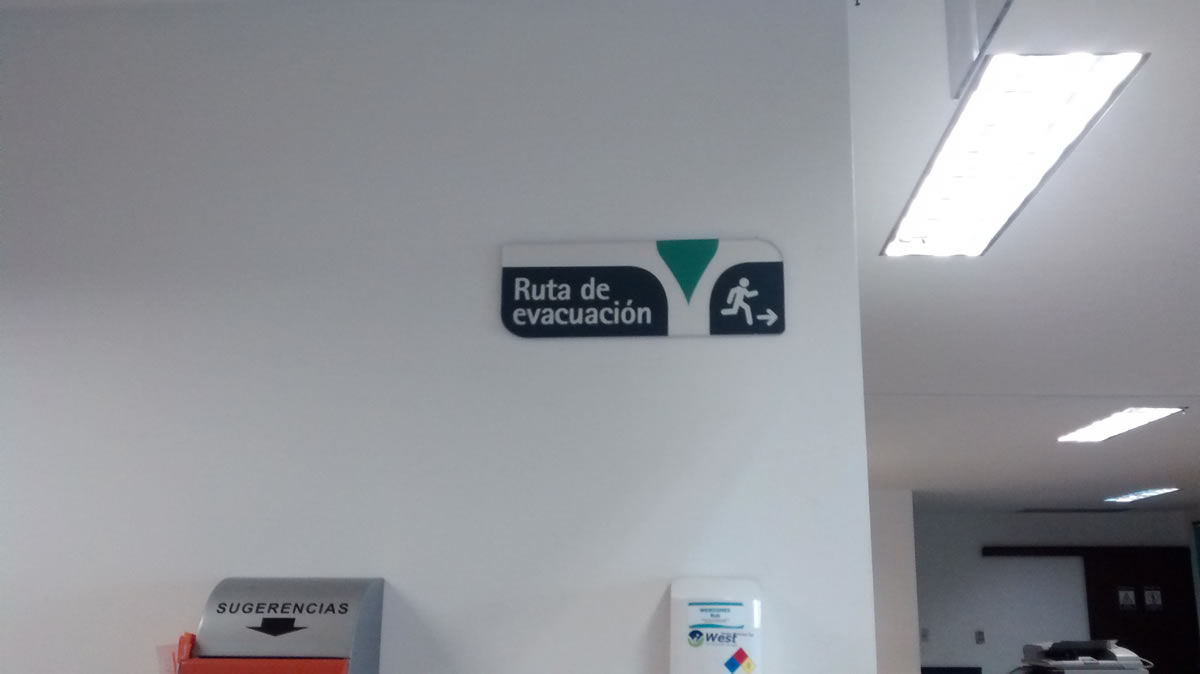 Ruta de
evacuación
SUGERENCIAS
West